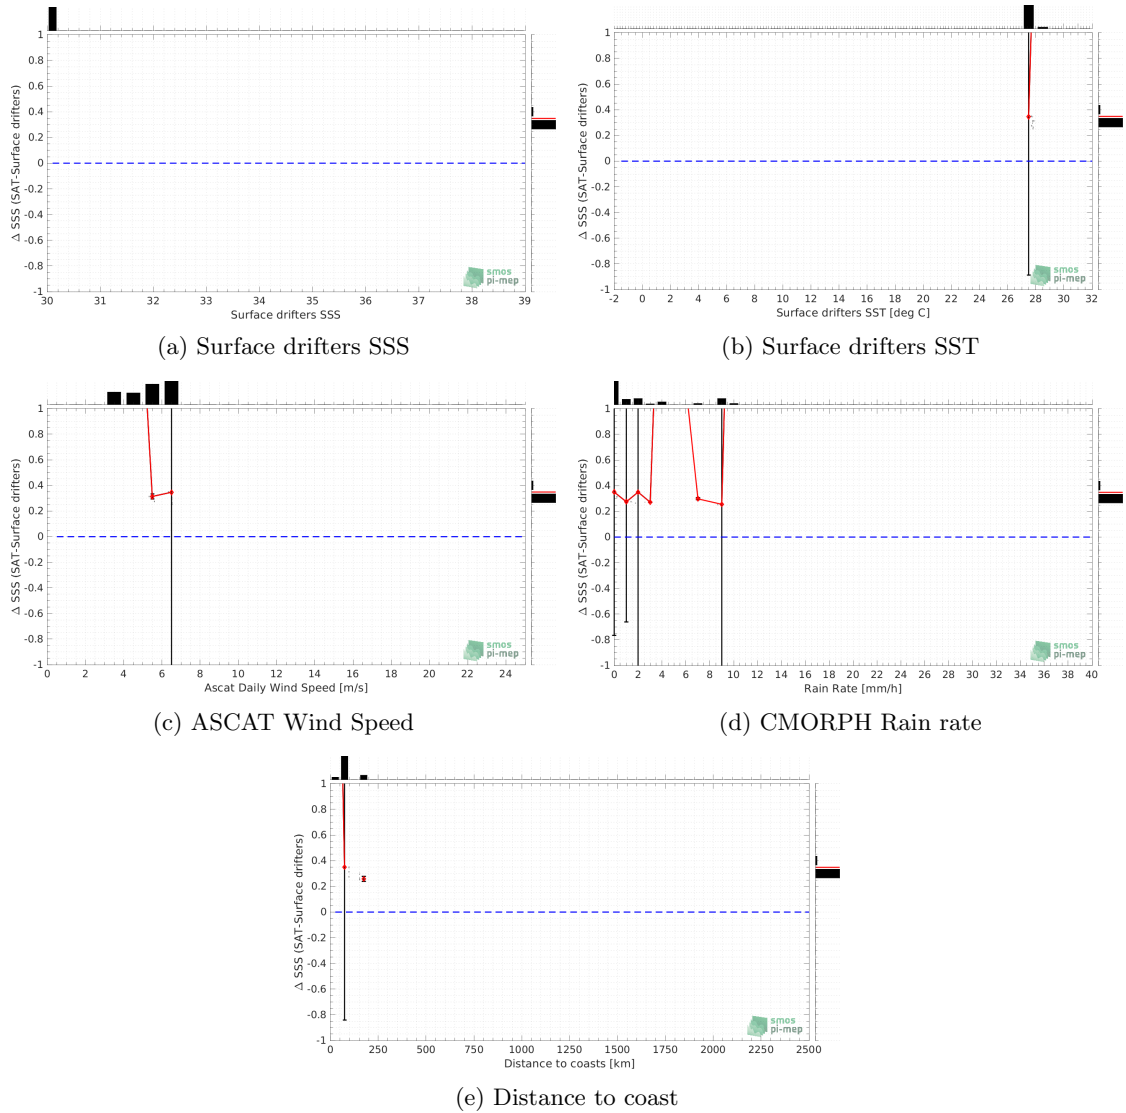 1
0.8
0.6
0.4
0.2
0
-0.2
-0.4
-0.6
-0.8
-1
Δ SSS (SAT-Surface drifters)
30 31 32 33 34 35 36 37 38 39
Surface drifters SSS
smos
pi-mep
(a) Surface drifters SSS
1
0.8
0.6
0.4
0.2
0
-0.2
-0.4
-0.6
-0.8
-1
Δ SSS (SAT-Surface drifters)
-2 0 2 4 6 8 10 12 14 16 18 20 22 24 26 28 30 32
Surface drifters SST [deg C]
smos
pi-mep
(b) Surface drifters SST
1
0.8
0.6
0.4
0.2
0
-0.2
-0.4
-0.6
-0.8
-1
Δ SSS (SAT-Surface drifters)
0 2 4 6 8 10 12 14 16 18 20 22 24
Ascat Daily Wind Speed [m/s]
smos
pi-mep
(c) ASCAT Wind Speed
1
0.8
0.6
0.4
0.2
0
-0.2
-0.4
-0.6
-0.8
-1
Δ SSS (SAT-Surface drifters)
0 2 4 6 8 10 12 14 16 18 20 22 24 26 28 30 32 34 36 38 40
Rain Rate [mm/h]
smos
pi-mep
(d) CMORPH Rain rate
1
0.8
0.6
0.4
0.2
0
-0.2
-0.4
-0.6
-0.8
-1
Δ SSS (SAT-Surface drifters)
0 250 500 750 1000 1250 1500 1750 2000 2250 2500
Distance to coasts [km]
smos
pi-mep
(e) Distance to coast